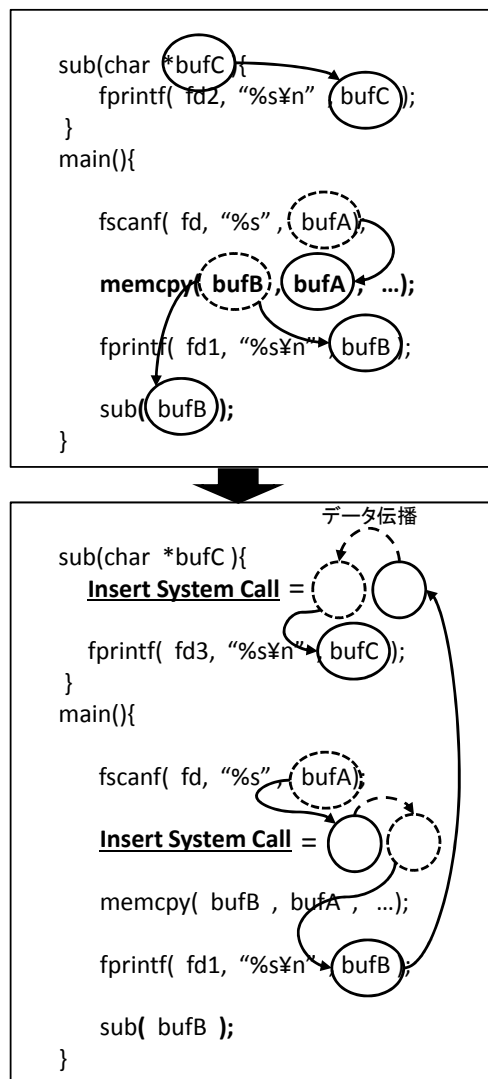 sub(char *bufC ){
fprintf( fd2, “%s¥n” , bufC );
}
main(){
fscanf( fd, “%s” , bufA);
memcpy( bufB , bufA , …);
fprintf( fd1, “%s¥n” , bufB );
sub( bufB );
}
データ伝播
sub(char *bufC ){
Insert System Call =
fprintf( fd3, “%s¥n” , bufC );
}
main(){
fscanf( fd, “%s”, bufA);
Insert System Call =
memcpy( bufB , bufA , …);
fprintf( fd1, “%s¥n” , bufB );
sub( bufB );
}